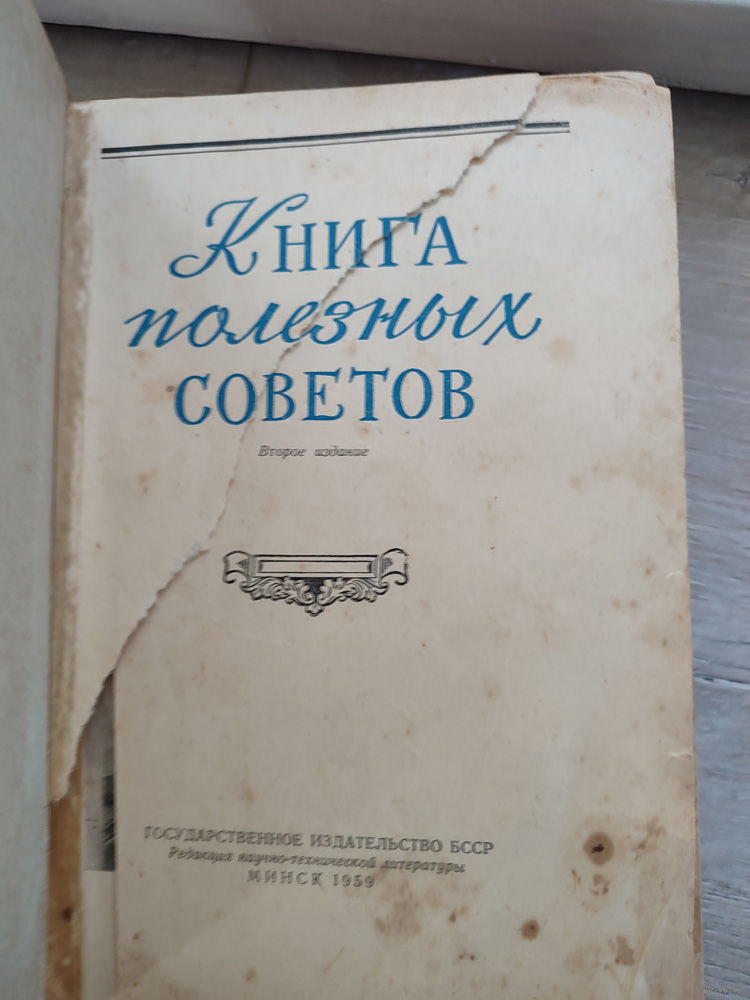 Книга
полезных
СОВЕТОВ
Второе издание
ГОСУДАРСТВЕННОЕ ИЗДАТЕЛЬСТВО БССР
Редакция научно-технической литературы
МИНСК 1959